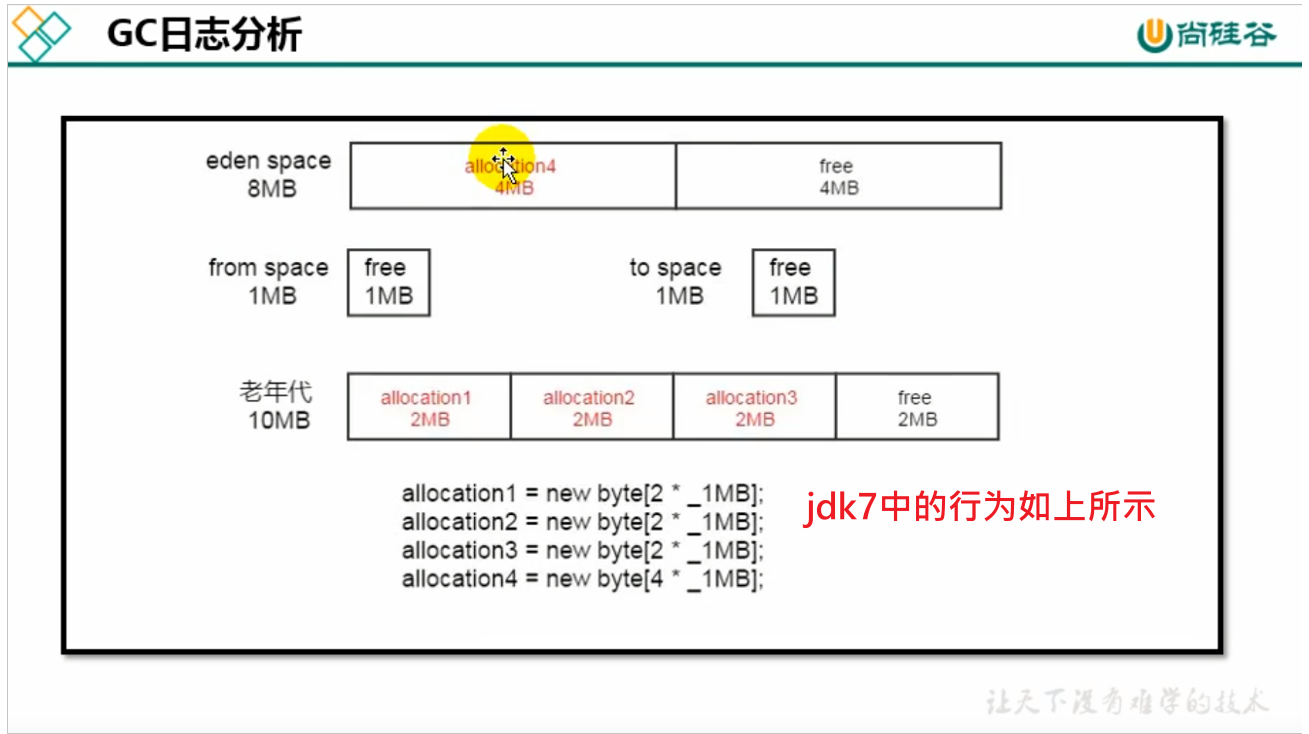 GC日志分析
尚硅谷
eden space
8MB
allocation4
4MB
free
4MB
from space
1MB
free
1MB
to space
1MB
free
1MB
老年代
10MB
allocation1
2MB
allocation2
2MB
allocation3
2MB
free
2MB
allocation1 = new byte[2 * _1MB];
allocation2 = new byte[2 * _1MB];
allocation3 = new byte[2 * _1MB];
allocation4 = new byte[4 * _1MB];
jdk7中的行为如上所示
让天下没有难学的技术